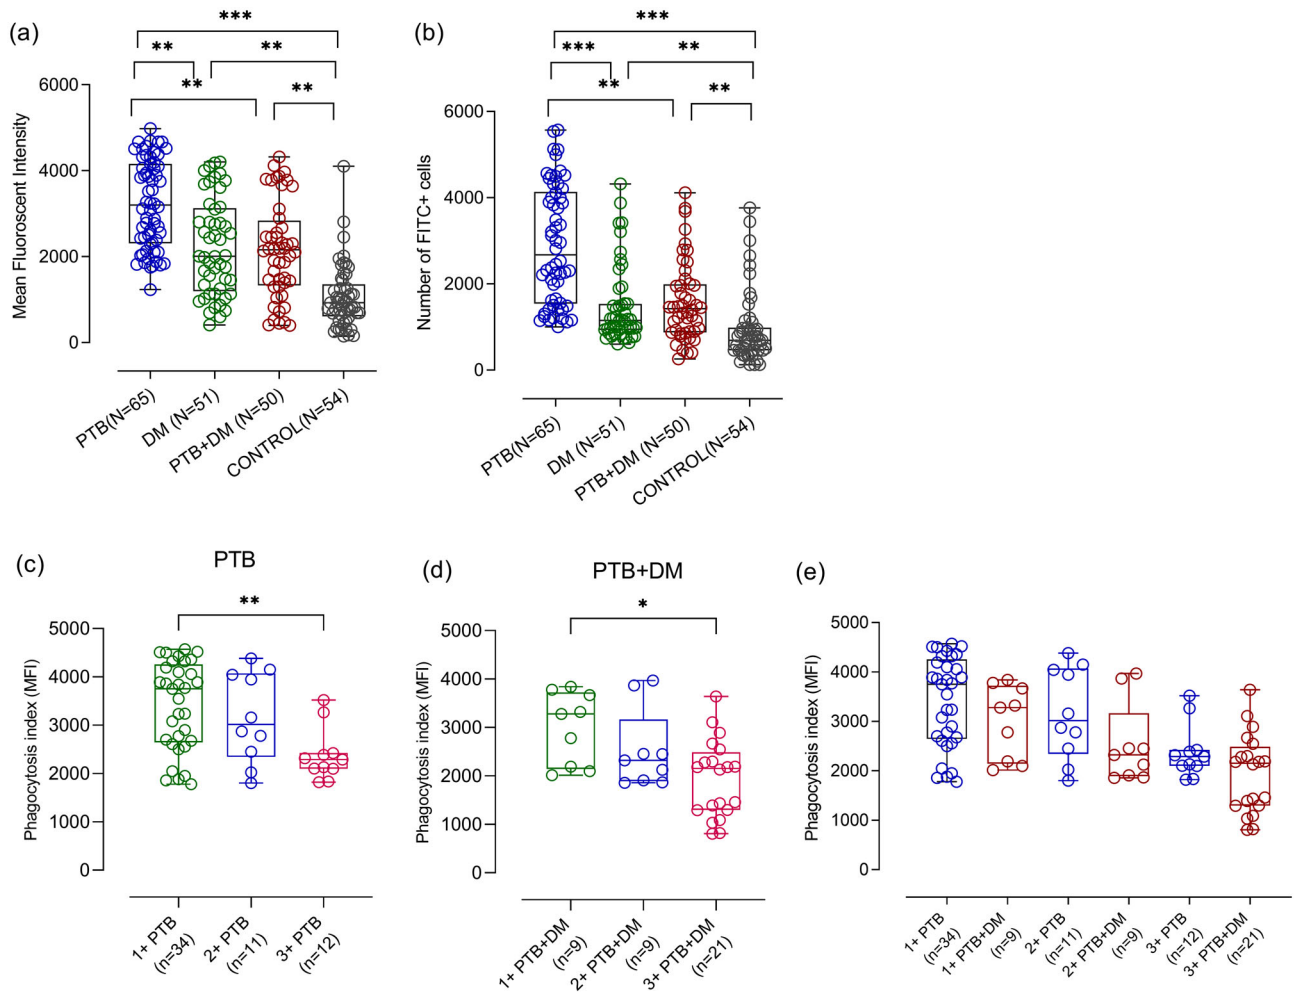 (a)
***
**
**
**
**
Mean Fluoroscent Intensity
6000
4000
2000
0
PTB(N=65)
DM (N=51)
PTB+DM (N=50)
CONTROL(N=54)
(b)
***
***
**
**
**
Number of FITC+ cells
6000
4000
2000
0
PTB(N=65)
DM (N=51)
PTB+DM (N=50)
CONTROL(N=54)
(c)
PTB
**
Phagocytosis index (MFI)
5000
4000
3000
2000
1000
0
1+ PTB
(n=34)
2+ PTB
(n=11)
3+ PTB
(n=12)
(d)
PTB+DM
*
Phagocytosis index (MFI)
5000
4000
3000
2000
1000
0
1+ PTB+DM
(n=9)
2+ PTB+DM
(n=9)
3+ PTB+DM
(n=21)
(e)
Phagocytosis index (MFI)
5000
4000
3000
2000
1000
0
1+ PTB
(n=34)
1+ PTB+DM
(n=9)
2+ PTB
(n=11)
2+ PTB+DM
(n=9)
3+ PTB
(n=12)
3+ PTB+DM
(n=21)